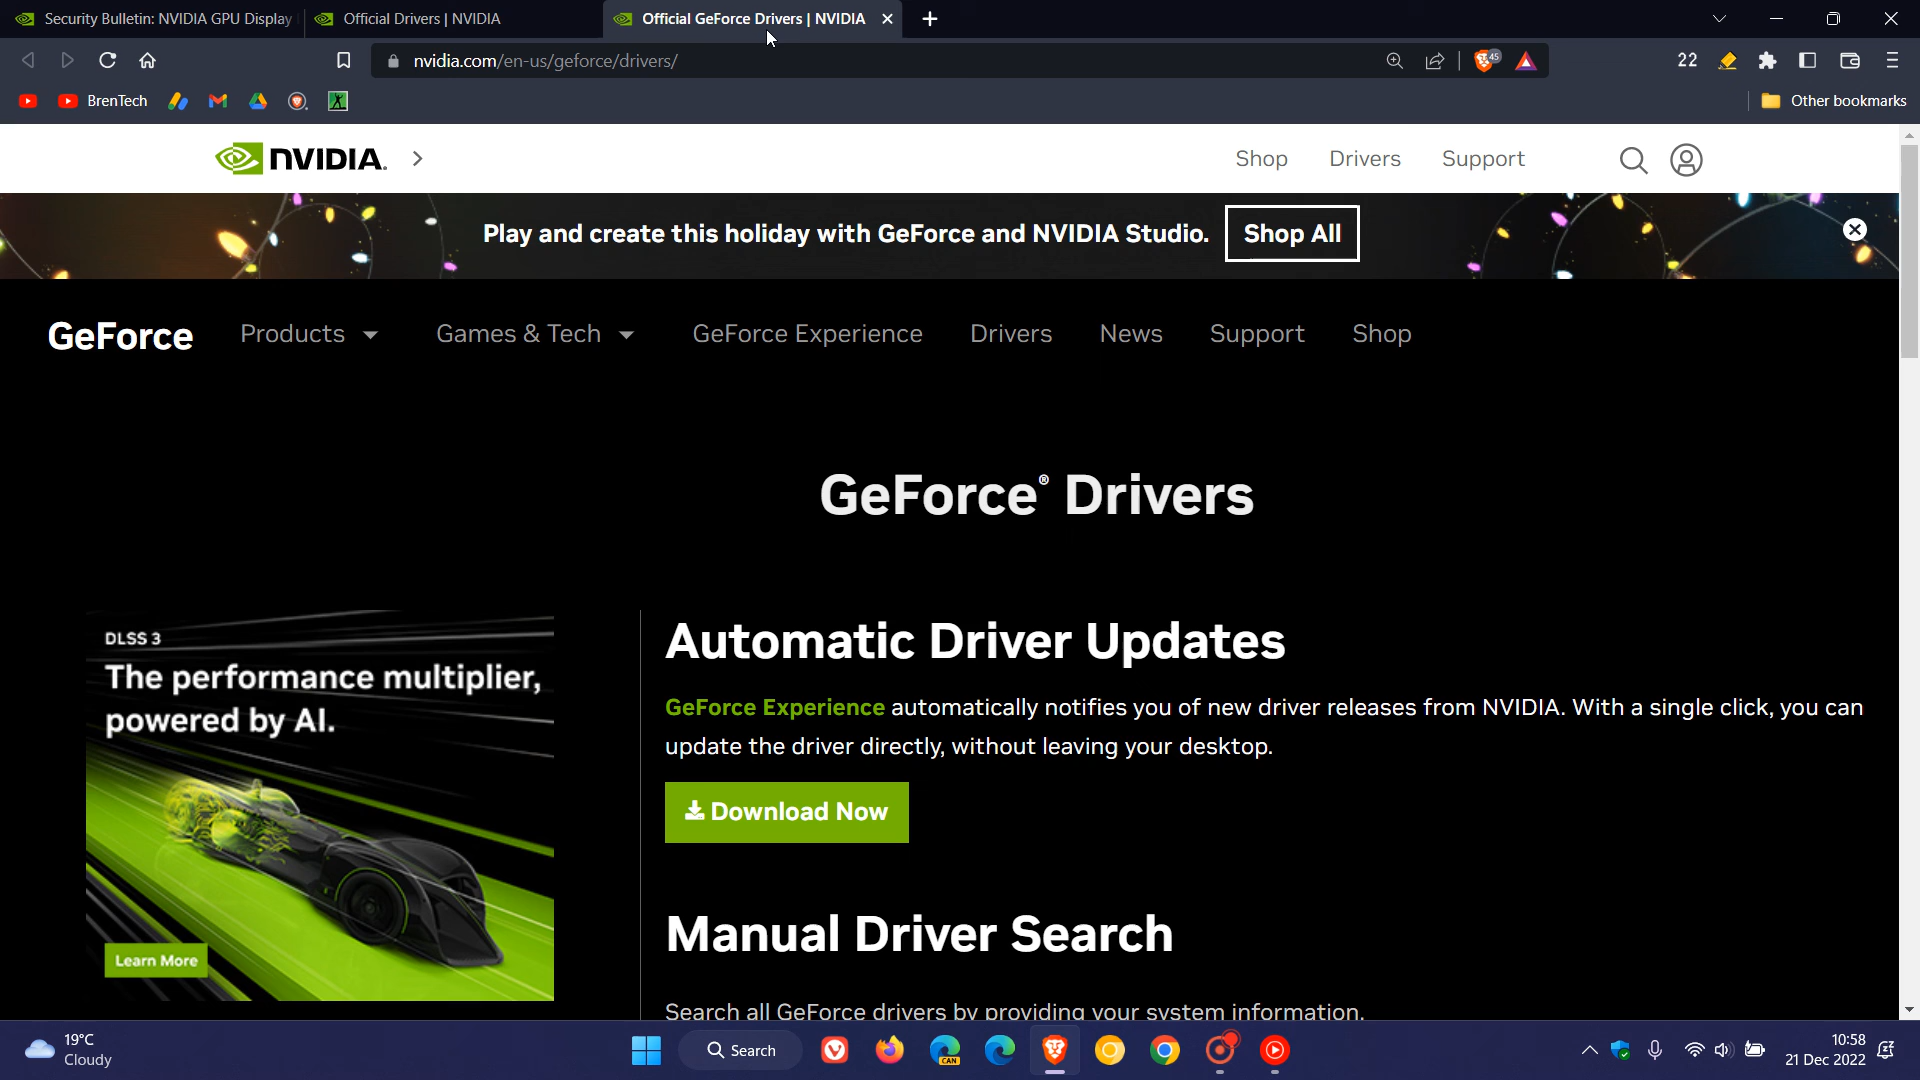 Security Bulletin: NVIDIA GPU Display
Official Drivers | NVIDIA
Official GeForce Drivers | NVIDIA
nvidia.com/en-us/geforce/drivers/
45
22
BrenTech
Other bookmarks
NVIDIA.
Shop
Drivers
Support
Play and create this holiday with GeForce and NVIDIA Studio.
Shop All
GeForce
Products
Games & Tech
GeForce Experience
Drivers
News
Support
Shop
GeForce® Drivers
DLSS 3
The performance multiplier,
powered by AI.
Learn More
Automatic Driver Updates
GeForce Experience automatically notifies you of new driver releases from NVIDIA. With a single click, you can
update the driver directly, without leaving your desktop.
Download Now
Manual Driver Search
Search all GeForce drivers by providing your system information.
19°C
Cloudy
Search
CAN
10:58
21 Dec 2022